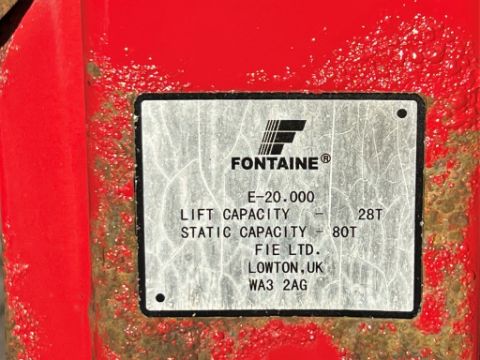 FONTAINE®
E-20.000
LIFT CAPACITY - 28T
STATIC CAPACITY - 80T
FIE LTD.
LOWTON,UK
WA3 2AG